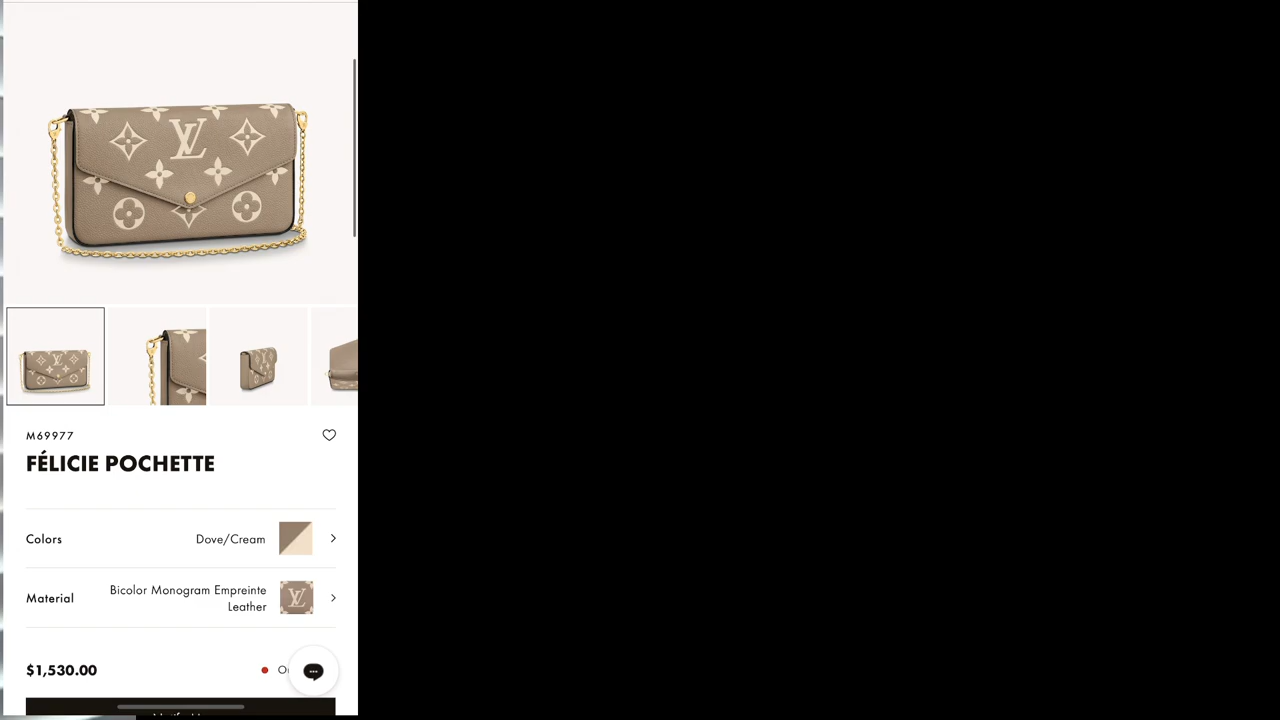 M69977
FÉLICIE POCHETTE
Colors
Dove/Cream
Material
Bicolor Monogram Empreinte
Leather
$1,530.00